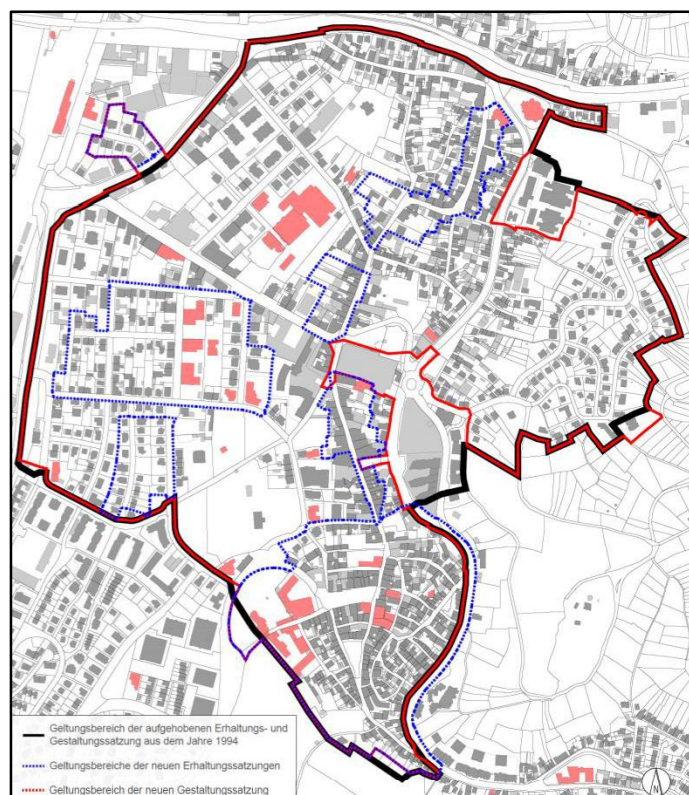 Geltungsbereich der aufgehobenen Erhaltungs- und
Gestaltungssatzung aus dem Jahre 1994
Geltungsbereiche der neuen Erhaltungssatzungen
Geltungsbereich der neuen Gestaltungssatzung
N